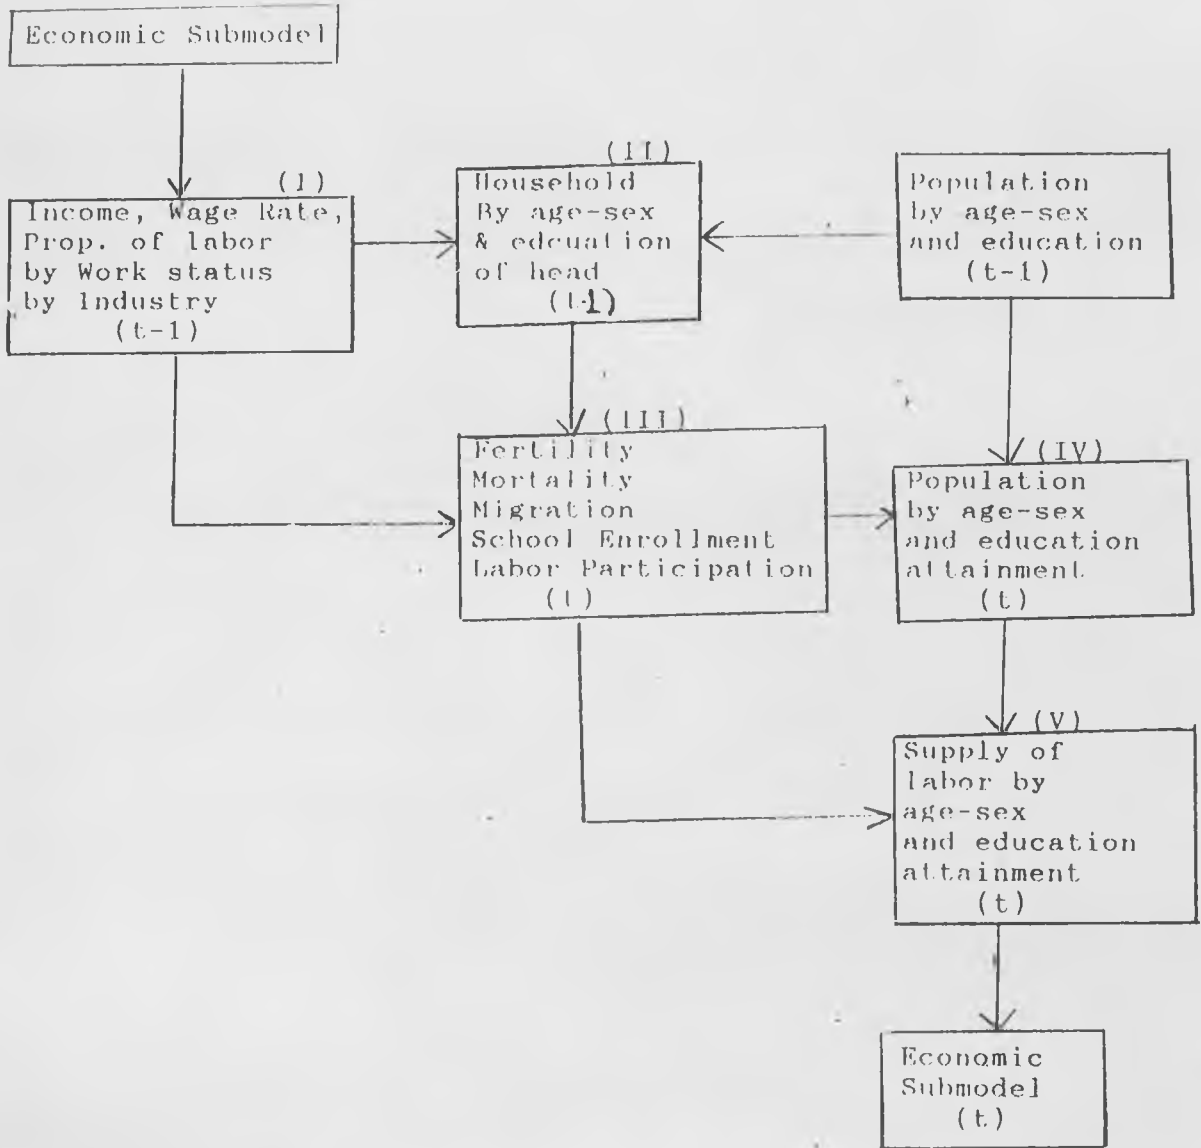 Economic Submodel
(I)
Income, Wage Rate,
Prop. of labor
by Work status
by Industry
(t-1)
(II)
Household
By age-sex
& edcuation
of head
(t-1)
Population
by age-sex
and education
(t-1)
(III)
Fertility
Mortality
Migration
School Enrollment
Labor Participation
(t)
(IV)
Population
by age-sex
and education
attainment
(t)
(V)
Supply of
labor by
age-sex
and education
attainment
(t)
Economic
Submodel
(t)